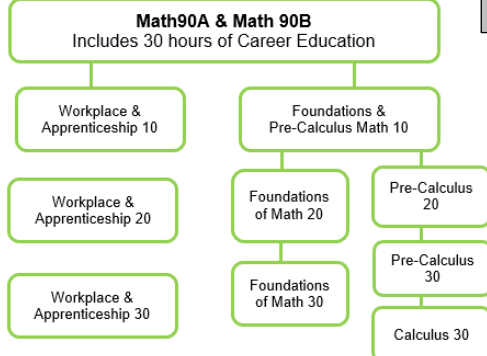 Math90A & Math 90B
Includes 30 hours of Career Education
Workplace &
Apprenticeship 10
Foundations &
Pre-Calculus Math 10
Workplace &
Apprenticeship 20
Foundations
of Math 20
Pre-Calculus
20
Workplace &
Apprenticeship 30
Foundations
of Math 30
Pre-Calculus
30
Calculus 30